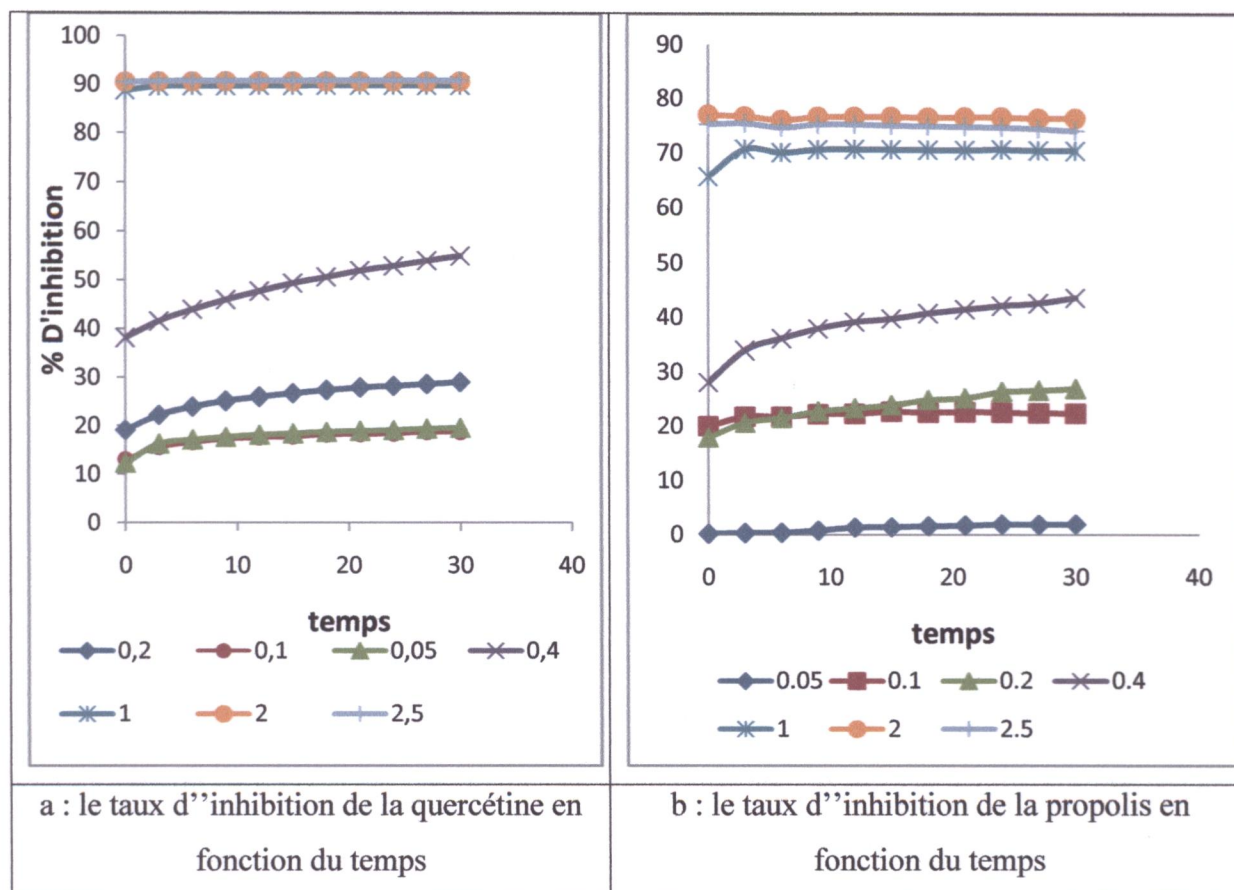 100
90
80
70
60
50
40
30
20
10
0
% D'inhibition
0 10 20 30 40
temps
0,2 0,1 0,05 0,4
1 2 2,5
90
80
70
60
50
40
30
20
10
0
0 10 20 30 40
temps
0.05 0.1 0.2 0.4
1 2 2.5
a : le taux d’’inhibition de la quercétine en
fonction du temps
b : le taux d’’inhibition de la propolis en
fonction du temps